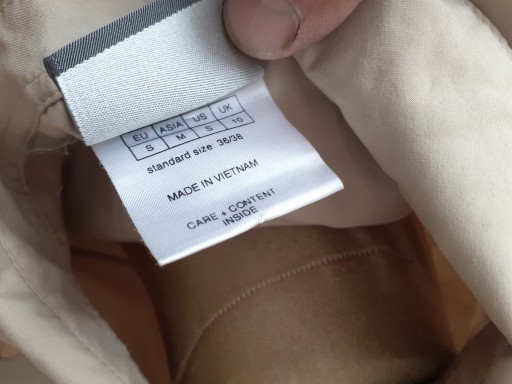 EU ASIA US UK
S M S 10
standard size: 36/38
MADE IN VIETNAM
CARE + CONTENT
INSIDE